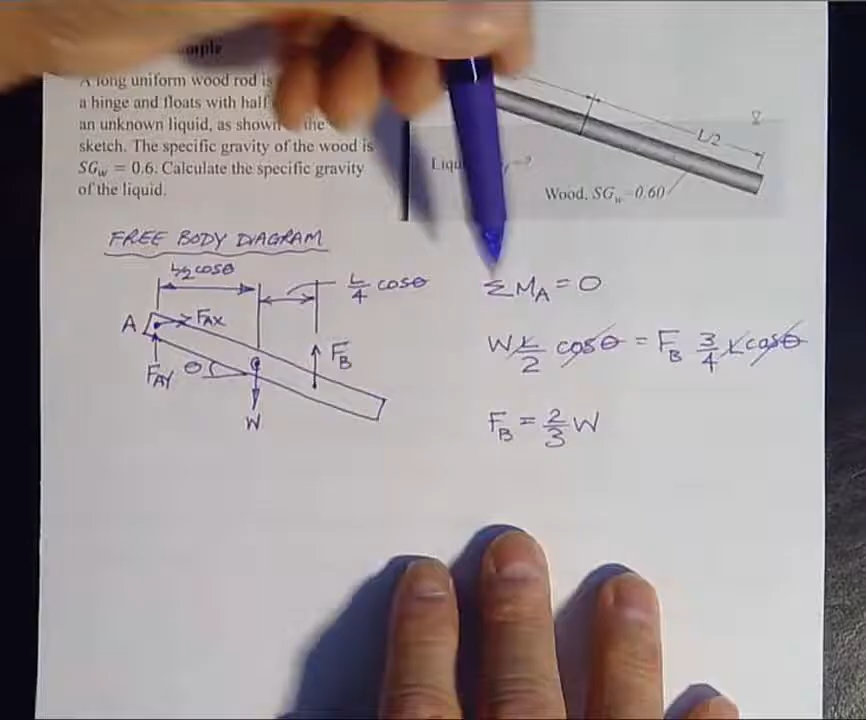 A long uniform wood rod is
a hinge and floats with half
an unknown liquid, as shown the
sketch. The specific gravity of the wood is
SG_w = 0.6. Calculate the specific gravity
of the liquid.
L/2
Wood, SG_w = 0.60
FREE BODY DIAGRAM
L/2 cosθ
L/4 cosθ
A
F_AX
F_AY
θ
F_B
W
ΣM_A = 0
W L/2 cosθ = F_B 3/4 L cosθ
F_B = 2/3 W